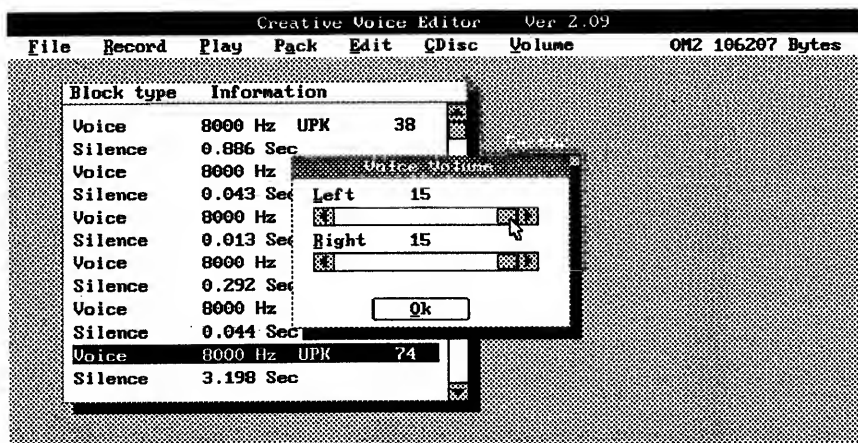 Creative Voice Editor Ver 2.09
File Record Play Pack Edit CDisc Volume OM2 106207 Bytes
Block type Information
Voice 8000 Hz UPK 38
Silence 0.886 Sec
Voice 8000 Hz
Silence 0.043 Sec
Voice 8000 Hz
Silence 0.013 Sec
Voice 8000 Hz
Silence 0.292 Sec
Voice 8000 Hz
Silence 0.044 Sec
Voice 8000 Hz UPK 74
Silence 3.198 Sec
Voice Volume
Left 15
Right 15
Ok